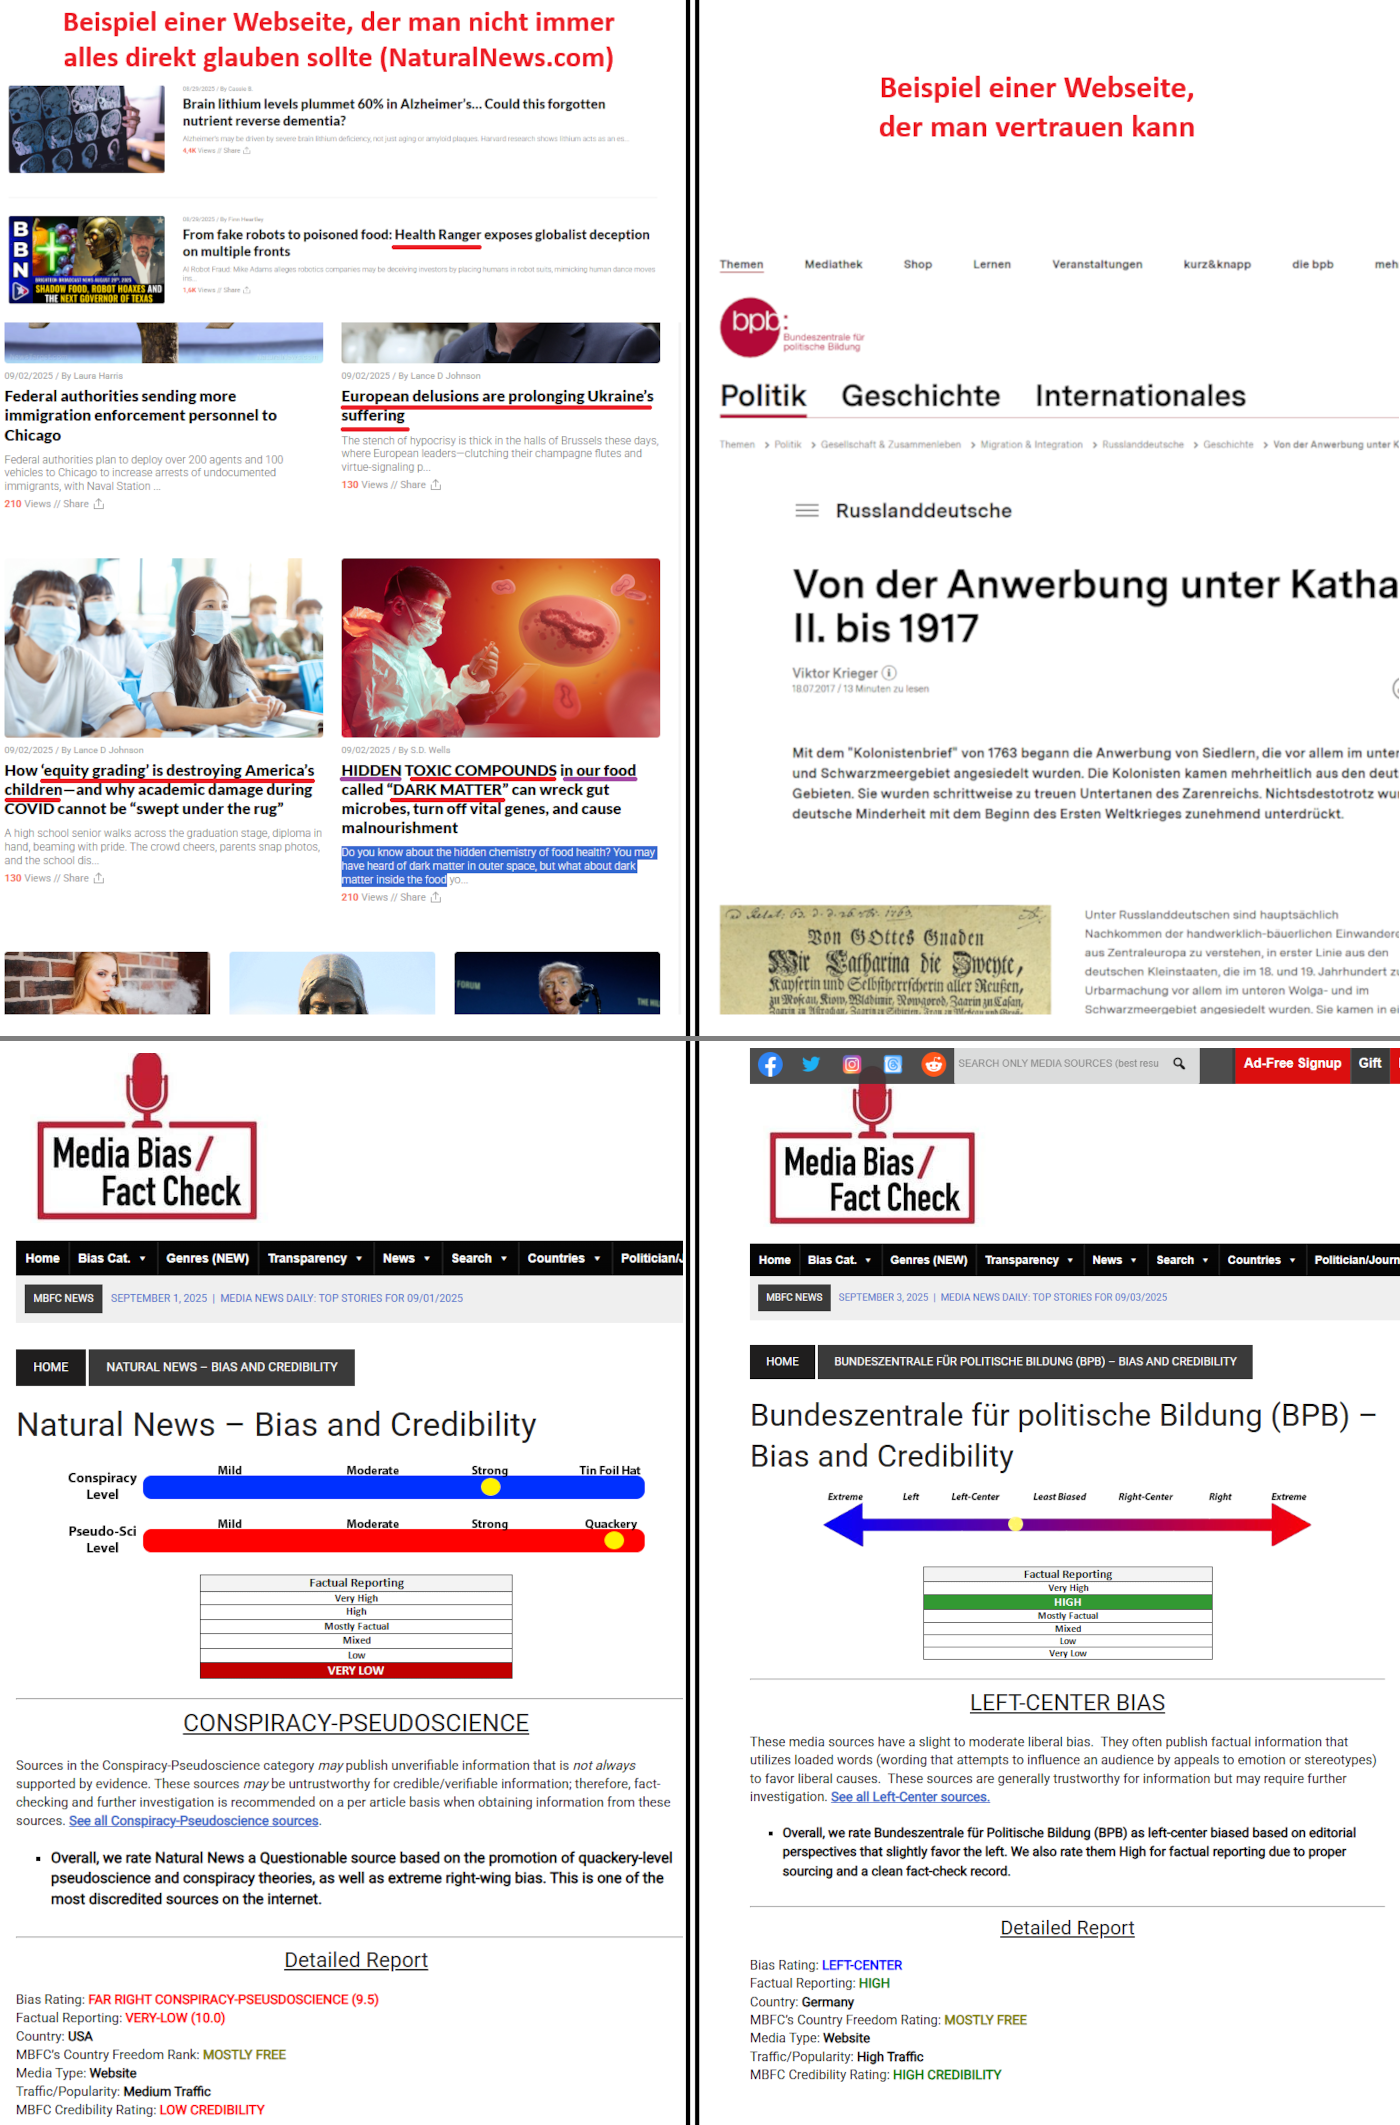 Beispiel einer Webseite, der man nicht immer
alles direkt glauben sollte (NaturalNews.com)
Brain lithium levels plummet 60% in Alzheimer's... Could this forgotten
nutrient reverse dementia?
Alzheimer's may be driven by severe brain lithium deficiency, not just aging or amyloid plaques. Harvard research shows lithium acts as an es...
4,4K Views // Share
BBN
SHADOW FOOD, ROBOT HOAXES AND
THE NEXT GOVERNOR OF TEXAS
From fake robots to poisoned food: Health Ranger exposes globalist deception
on multiple fronts
AI Robot Fraud: Mike Adams alleges robotics companies may be deceiving investors by placing humans in robot suits, mimicking human dance moves
ins...
1,6K Views // Share
09/02/2025 / By Laura Harris
Federal authorities sending more
immigration enforcement personnel to
Chicago
Federal authorities plan to deploy over 200 agents and 100
vehicles to Chicago to increase arrests of undocumented
immigrants, with Naval Station ...
210 Views // Share
09/02/2025 / By Lance D Johnson
European delusions are prolonging Ukraine's
suffering
The stench of hypocrisy is thick in the halls of Brussels these days,
where European leaders—clutching their champagne flutes and
virtue-signaling p...
130 Views // Share
09/02/2025 / By Lance D Johnson
How 'equity grading' is destroying America's
children—and why academic damage during
COVID cannot be "swept under the rug"
A high school senior walks across the graduation stage, diploma in
hand, beaming with pride. The crowd cheers, parents snap photos,
and the school dis...
130 Views // Share
09/02/2025 / By S.D. Wells
HIDDEN TOXIC COMPOUNDS in our food
called "DARK MATTER" can wreck gut
microbes, turn off vital genes, and cause
malnourishment
Do you know about the hidden chemistry of food health? You may
have heard of dark matter in outer space, but what about dark
matter inside the food yo...
210 Views // Share
FORUM
THE HIL
Beispiel einer Webseite,
der man vertrauen kann
Themen Mediathek Shop Lernen Veranstaltungen kurz&knapp die bpb meh
bpb:
Bundeszentrale für
politische Bildung
Politik Geschichte Internationales
Themen > Politik > Gesellschaft & Zusammenleben > Migration & Integration > Russlanddeutsche > Geschichte > Von der Anwerbung unter K
Russlanddeutsche
Von der Anwerbung unter Katha
II. bis 1917
Viktor Krieger
18.07.2017 / 13 Minuten zu lesen
Mit dem "Kolonistenbrief" von 1763 begann die Anwerbung von Siedlern, die vor allem im unter
und Schwarzmeergebiet angesiedelt wurden. Die Kolonisten kamen mehrheitlich aus den deut
Gebieten. Sie wurden schrittweise zu treuen Untertanen des Zarenreichs. Nichtsdestotrotz wu
deutsche Minderheit mit dem Beginn des Ersten Weltkrieges zunehmend unterdrückt.
Von GOttes Gnaden
Wir Catharina die Zweyte,
Kayserin und Selbstherrscherin aller Reußen,
zu Moscau, Kiow, Wladimir, Nowgorod, Zaarin zu Casan,
Unter Russlanddeutschen sind hauptsächlich
Nachkommen der handwerklich-bäuerlichen Einwandere
aus Zentraleuropa zu verstehen, in erster Linie aus den
deutschen Kleinstaaten, die im 18. und 19. Jahrhundert zu
Urbarmachung vor allem im unteren Wolga- und im
Schwarzmeergebiet angesiedelt wurden. Sie kamen in ei
Media Bias/
Fact Check
Home Bias Cat. Genres (NEW) Transparency News Search Countries Politician/J
MBFC NEWS SEPTEMBER 1, 2025 | MEDIA NEWS DAILY: TOP STORIES FOR 09/01/2025
HOME NATURAL NEWS – BIAS AND CREDIBILITY
Natural News – Bias and Credibility
Conspiracy
Level
Mild Moderate Strong Tin Foil Hat
Pseudo-Sci
Level
Mild Moderate Strong Quackery
Factual Reporting
Very High
High
Mostly Factual
Mixed
Low
VERY LOW
CONSPIRACY-PSEUDOSCIENCE
Sources in the Conspiracy-Pseudoscience category may publish unverifiable information that is not always
supported by evidence. These sources may be untrustworthy for credible/verifiable information; therefore, fact-
checking and further investigation is recommended on a per article basis when obtaining information from these
sources. See all Conspiracy-Pseudoscience sources.
Overall, we rate Natural News a Questionable source based on the promotion of quackery-level
pseudoscience and conspiracy theories, as well as extreme right-wing bias. This is one of the
most discredited sources on the internet.
Detailed Report
Bias Rating: FAR RIGHT CONSPIRACY-PSEUSDOSCIENCE (9.5)
Factual Reporting: VERY-LOW (10.0)
Country: USA
MBFC's Country Freedom Rank: MOSTLY FREE
Media Type: Website
Traffic/Popularity: Medium Traffic
MBFC Credibility Rating: LOW CREDIBILITY
SEARCH ONLY MEDIA SOURCES (best resu
Ad-Free Signup Gift
Media Bias/
Fact Check
Home Bias Cat. Genres (NEW) Transparency News Search Countries Politician/Journ
MBFC NEWS SEPTEMBER 3, 2025 | MEDIA NEWS DAILY: TOP STORIES FOR 09/03/2025
HOME BUNDESZENTRALE FÜR POLITISCHE BILDUNG (BPB) – BIAS AND CREDIBILITY
Bundeszentrale für politische Bildung (BPB) –
Bias and Credibility
Extreme Left Left-Center Least Biased Right-Center Right Extreme
Factual Reporting
Very High
HIGH
Mostly Factual
Mixed
Low
Very Low
LEFT-CENTER BIAS
These media sources have a slight to moderate liberal bias. They often publish factual information that
utilizes loaded words (wording that attempts to influence an audience by appeals to emotion or stereotypes)
to favor liberal causes. These sources are generally trustworthy for information but may require further
investigation. See all Left-Center sources.
Overall, we rate Bundeszentrale für Politische Bildung (BPB) as left-center biased based on editorial
perspectives that slightly favor the left. We also rate them High for factual reporting due to proper
sourcing and a clean fact-check record.
Detailed Report
Bias Rating: LEFT-CENTER
Factual Reporting: HIGH
Country: Germany
MBFC's Country Freedom Rating: MOSTLY FREE
Media Type: Website
Traffic/Popularity: High Traffic
MBFC Credibility Rating: HIGH CREDIBILITY